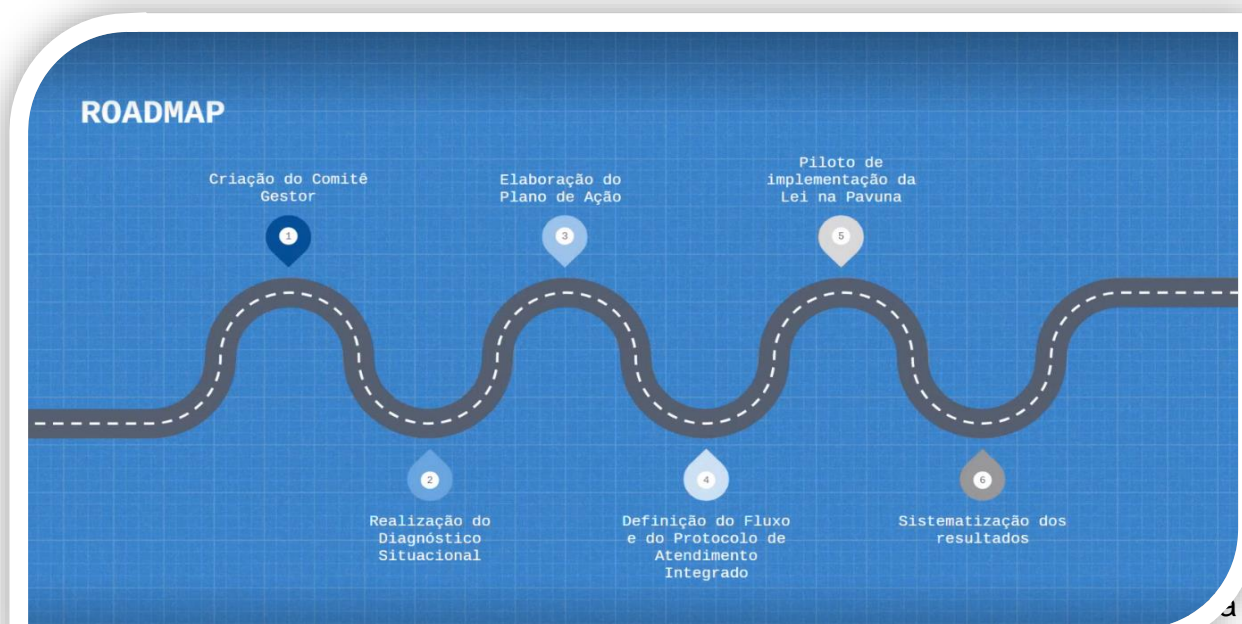 ROADMAP
Criação do Comitê
Gestor
1
2
Realização do
Diagnóstico
Situacional
Elaboração do
Plano de Ação
3
4
Definição do Fluxo
e do Protocolo de
Atendimento
Integrado
Piloto de
implementação da
Lei na Pavuna
5
6
Sistematização dos
resultados
a